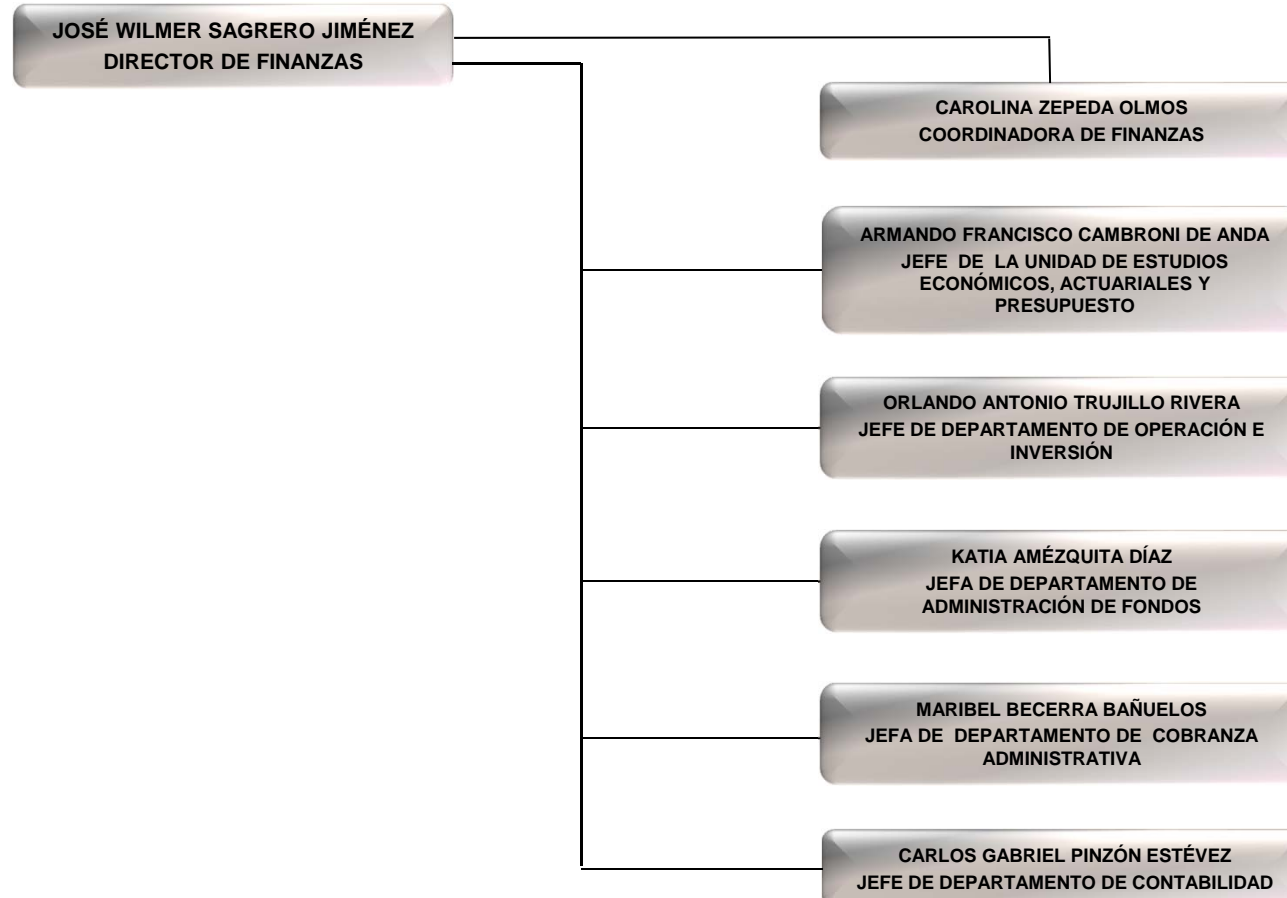 JOSÉ WILMER SAGRERO JIMÉNEZ
DIRECTOR DE FINANZAS
CAROLINA ZEPEDA OLMOS
COORDINADORA DE FINANZAS
ARMANDO FRANCISCO CAMBRONI DE ANDA
JEFE DE LA UNIDAD DE ESTUDIOS
ECONÓMICOS, ACTUARIALES Y
PRESUPUESTO
ORLANDO ANTONIO TRUJILLO RIVERA
JEFE DE DEPARTAMENTO DE OPERACIÓN E
INVERSIÓN
KATIA AMÉZQUITA DÍAZ
JEFA DE DEPARTAMENTO DE
ADMINISTRACIÓN DE FONDOS
MARIBEL BECERRA BAÑUELOS
JEFA DE DEPARTAMENTO DE COBRANZA
ADMINISTRATIVA
CARLOS GABRIEL PINZÓN ESTÉVEZ
JEFE DE DEPARTAMENTO DE CONTABILIDAD